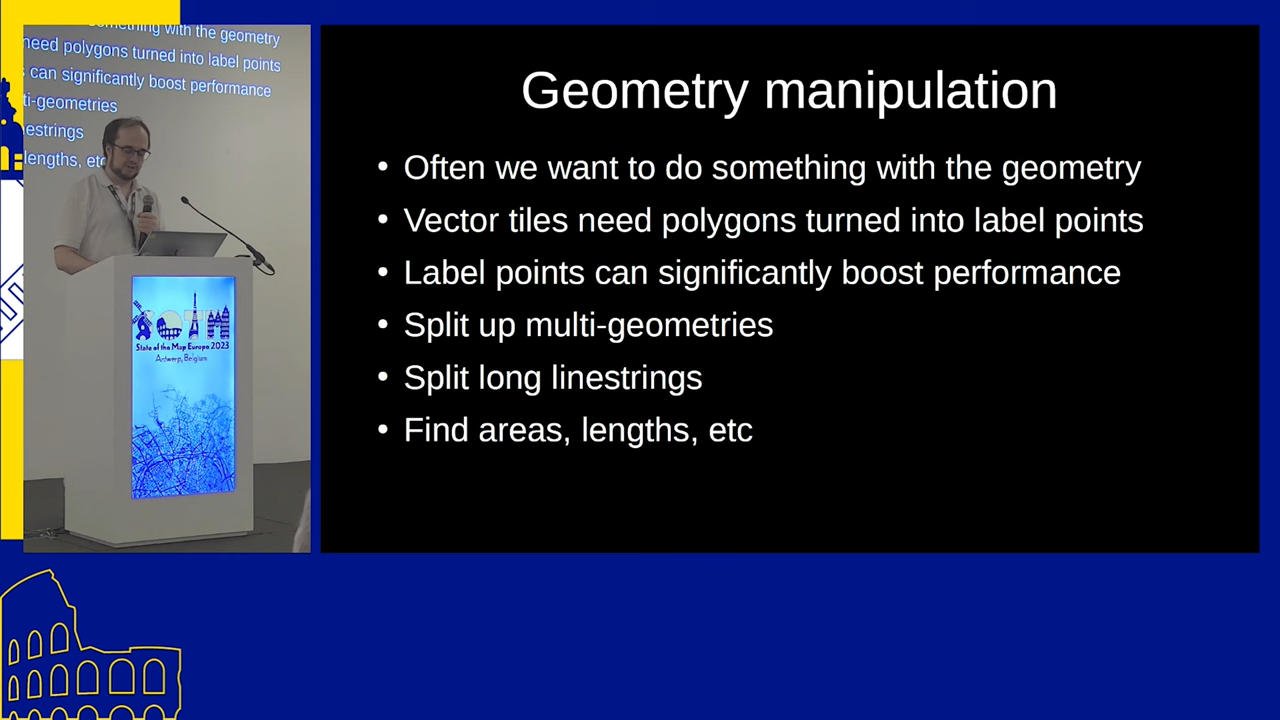 something with the geometry
need polygons turned into label points
can significantly boost performance
ti-geometries
nestrings
lengths, etc
SOTM
State of the Map Europe 2023
Antwerp, Belgium
Geometry manipulation
• Often we want to do something with the geometry
• Vector tiles need polygons turned into label points
• Label points can significantly boost performance
• Split up multi-geometries
• Split long linestrings
• Find areas, lengths, etc